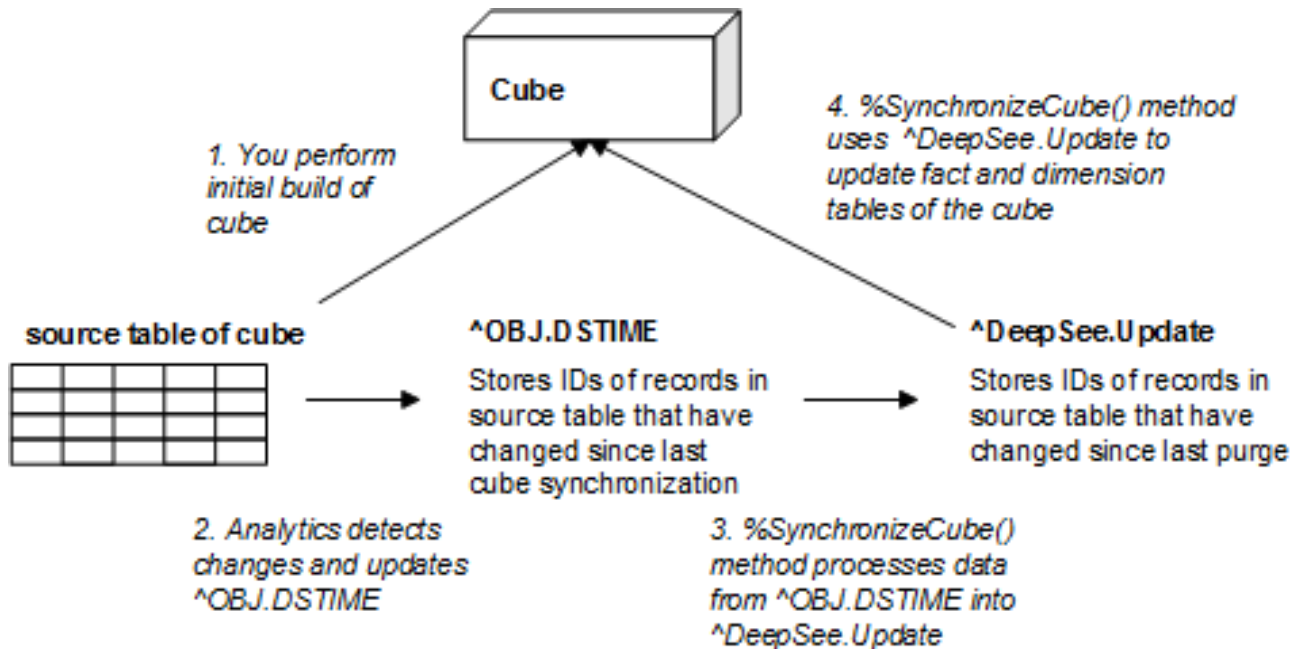 Cube
1. You perform
initial build of
cube
4. %SynchronizeCube() method
uses ^DeepSee.Update to
update fact and dimension
tables of the cube
source table of cube
^OBJ.DSTIME
Stores IDs of records in
source table that have
changed since last
cube synchronization
^DeepSee.Update
Stores IDs of records in
source table that have
changed since last purge
2. Analytics detects
changes and updates
^OBJ.DSTIME
3. %SynchronizeCube()
method processes data
from ^OBJ.DSTIME into
^DeepSee.Update